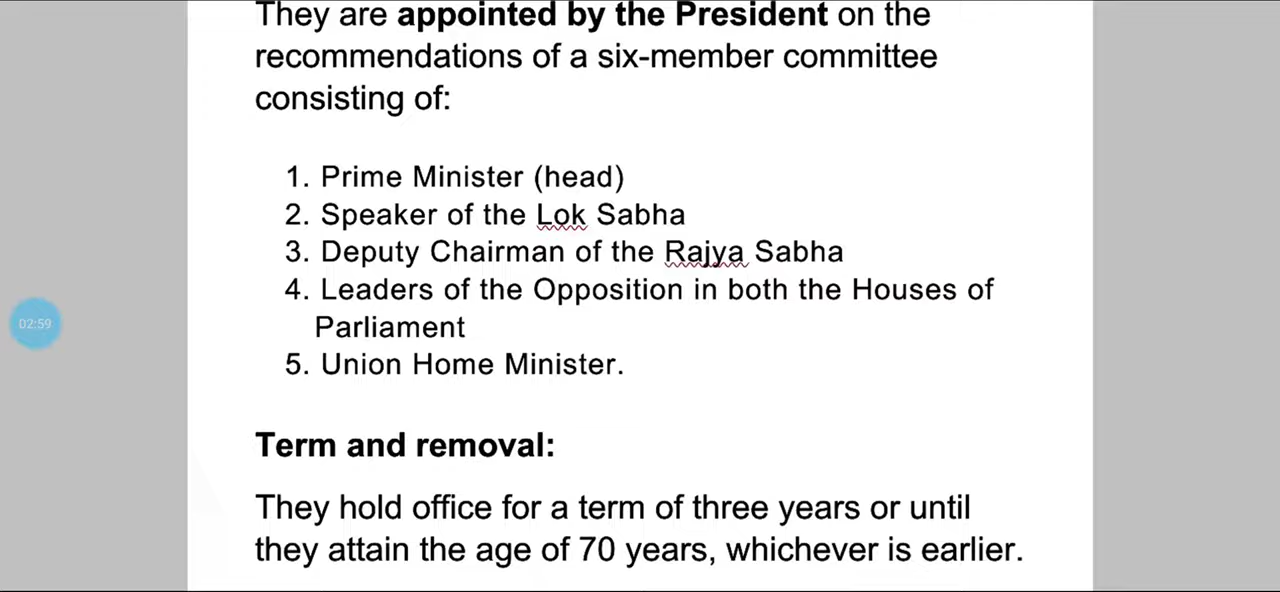 They are appointed by the President on the
recommendations of a six-member committee
consisting of:
1. Prime Minister (head)
2. Speaker of the Lok Sabha
3. Deputy Chairman of the Rajya Sabha
4. Leaders of the Opposition in both the Houses of
Parliament
5. Union Home Minister.
02:59
Term and removal:
They hold office for a term of three years or until
they attain the age of 70 years, whichever is earlier.